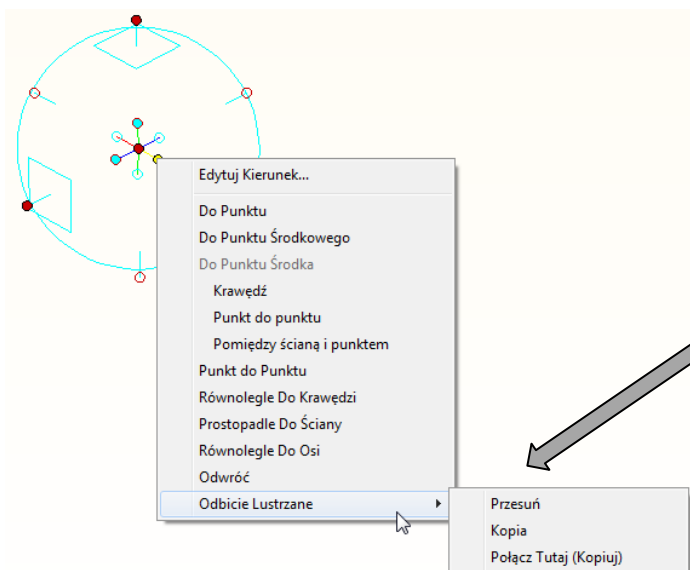 Edytuj Kierunek...
Do Punktu
Do Punktu Środkowego
Do Punktu Środka
Krawędź
Punkt do punktu
Pomiędzy ścianą i punktem
Punkt do Punktu
Równolegle Do Krawędzi
Prostopadle Do Ściany
Równolegle Do Osi
Odwróć
Odbicie Lustrzane
Przesuń
Kopia
Połącz Tutaj (Kopiuj)